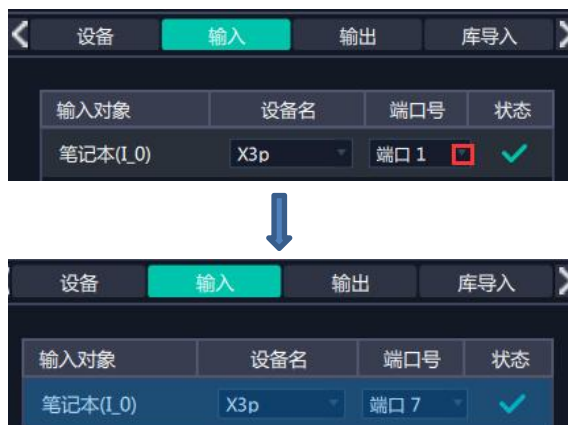 设备 输入 输出 库导入
输入对象 设备名 端口号 状态
笔记本(I_0) X3p 端口 1
设备 输入 输出 库导入
输入对象 设备名 端口号 状态
笔记本(I_0) X3p 端口 7